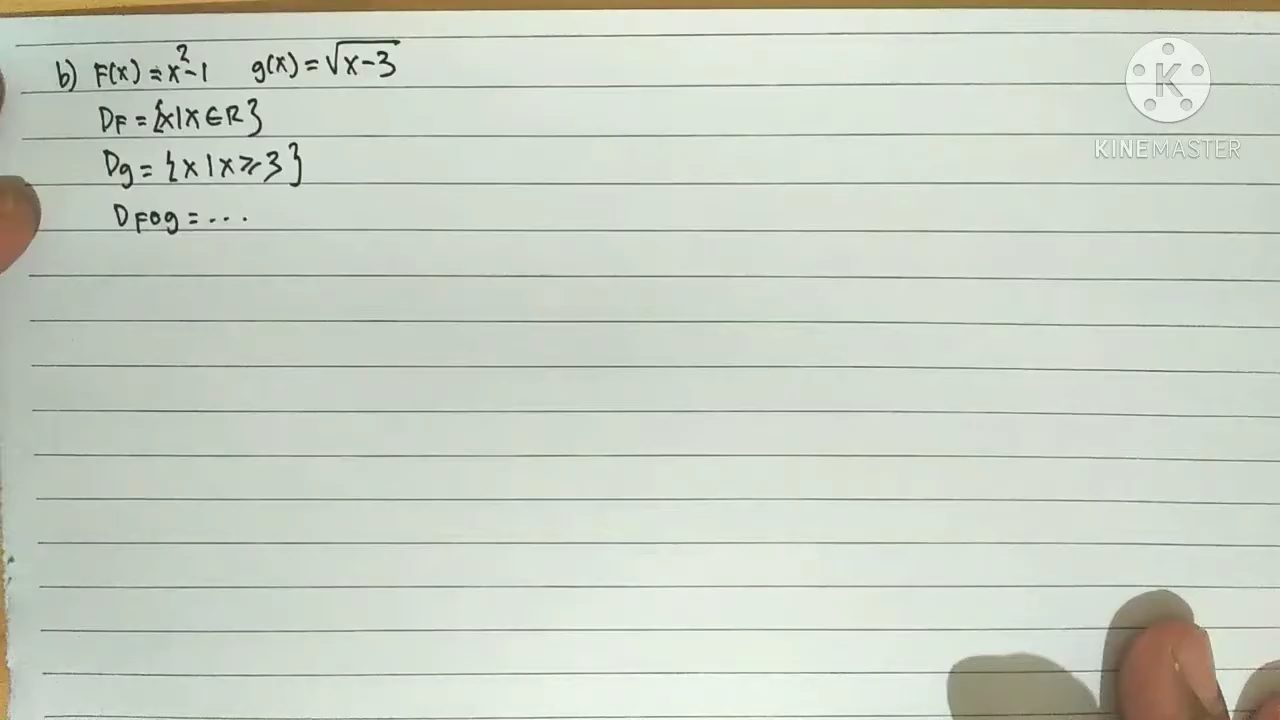 b) F(x) = x²-1 g(x) = √x-3
DF = {x|x∈R}
Dg = {x|x≥3}
DFog = ...
K
KINEMASTER